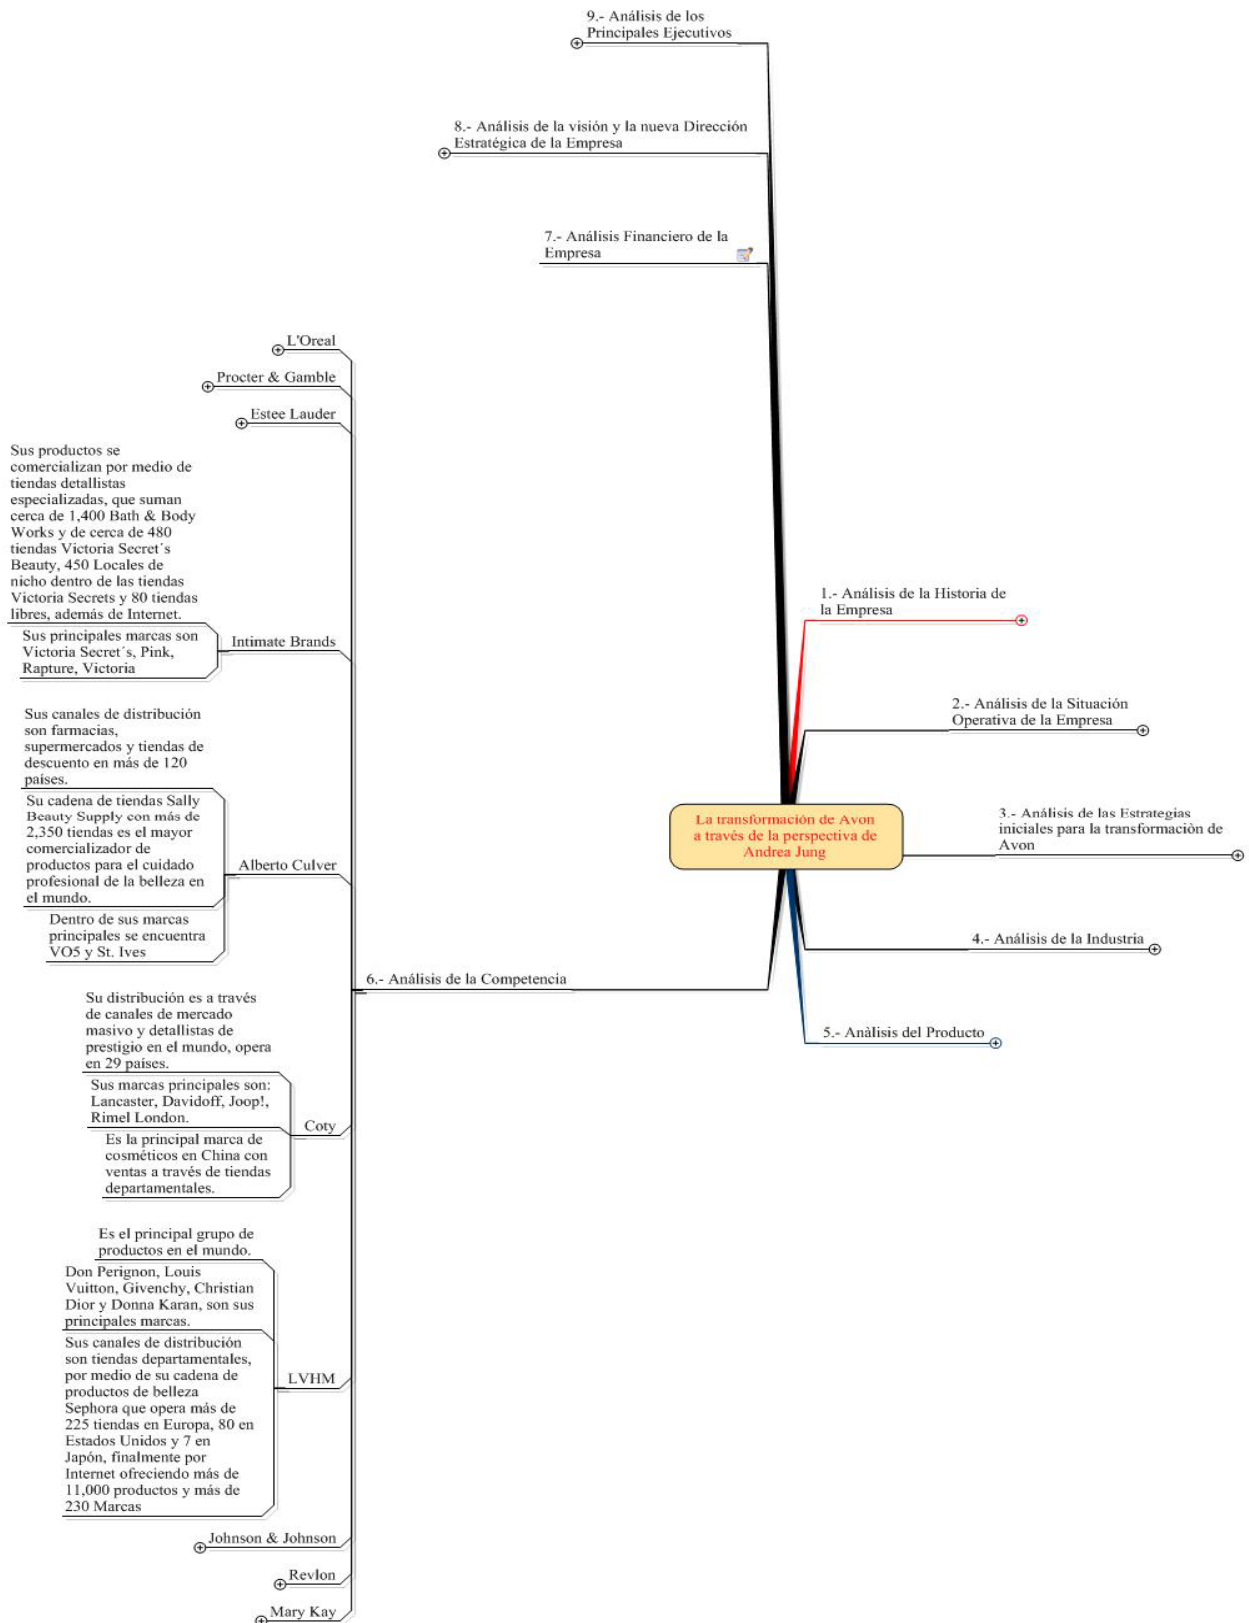 9.- Análisis de los
Principales Ejecutivos
8.- Análisis de la visión y la nueva Dirección
Estratégica de la Empresa
7.- Análisis Financiero de la
Empresa
L'Oreal
Procter & Gamble
Estee Lauder
Sus productos se
comercializan por medio de
tiendas detallistas
especializadas, que suman
cerca de 1,400 Bath & Body
Works y de cerca de 480
tiendas Victoria Secret´s
Beauty, 450 Locales de
nicho dentro de las tiendas
Victoria Secrets y 80 tiendas
libres, además de Internet.
Sus principales marcas son
Victoria Secret´s, Pink,
Rapture, Victoria
Intimate Brands
Sus canales de distribución
son farmacias,
supermercados y tiendas de
descuento en más de 120
países.
Su cadena de tiendas Sally
Beauty Supply con más de
2,350 tiendas es el mayor
comercializador de
productos para el cuidado
profesional de la belleza en
el mundo.
Alberto Culver
Dentro de sus marcas
principales se encuentra
VO5 y St. Ives
6.- Análisis de la Competencia
Su distribución es a través
de canales de mercado
masivo y detallistas de
prestigio en el mundo, opera
en 29 países.
Sus marcas principales son:
Lancaster, Davidoff, Joop!,
Rimel London.
Coty
Es la principal marca de
cosméticos en China con
ventas a través de tiendas
departamentales.
Es el principal grupo de
productos en el mundo.
Don Perignon, Louis
Vuitton, Givenchy, Christian
Dior y Donna Karan, son sus
principales marcas.
Sus canales de distribución
son tiendas departamentales,
por medio de su cadena de
productos de belleza
Sephora que opera más de
225 tiendas en Europa, 80 en
Estados Unidos y 7 en
Japón, finalmente por
Internet ofreciendo más de
11,000 productos y más de
230 Marcas
LVHM
Johnson & Johnson
Revlon
Mary Kay
La transformación de Avon
a través de la perspectiva de
Andrea Jung
1.- Análisis de la Historia de
la Empresa
2.- Análisis de la Situación
Operativa de la Empresa
3.- Análisis de las Estrategias
iniciales para la transformaciòn de
Avon
4.- Análisis de la Industria
5.- Anàlisis del Producto